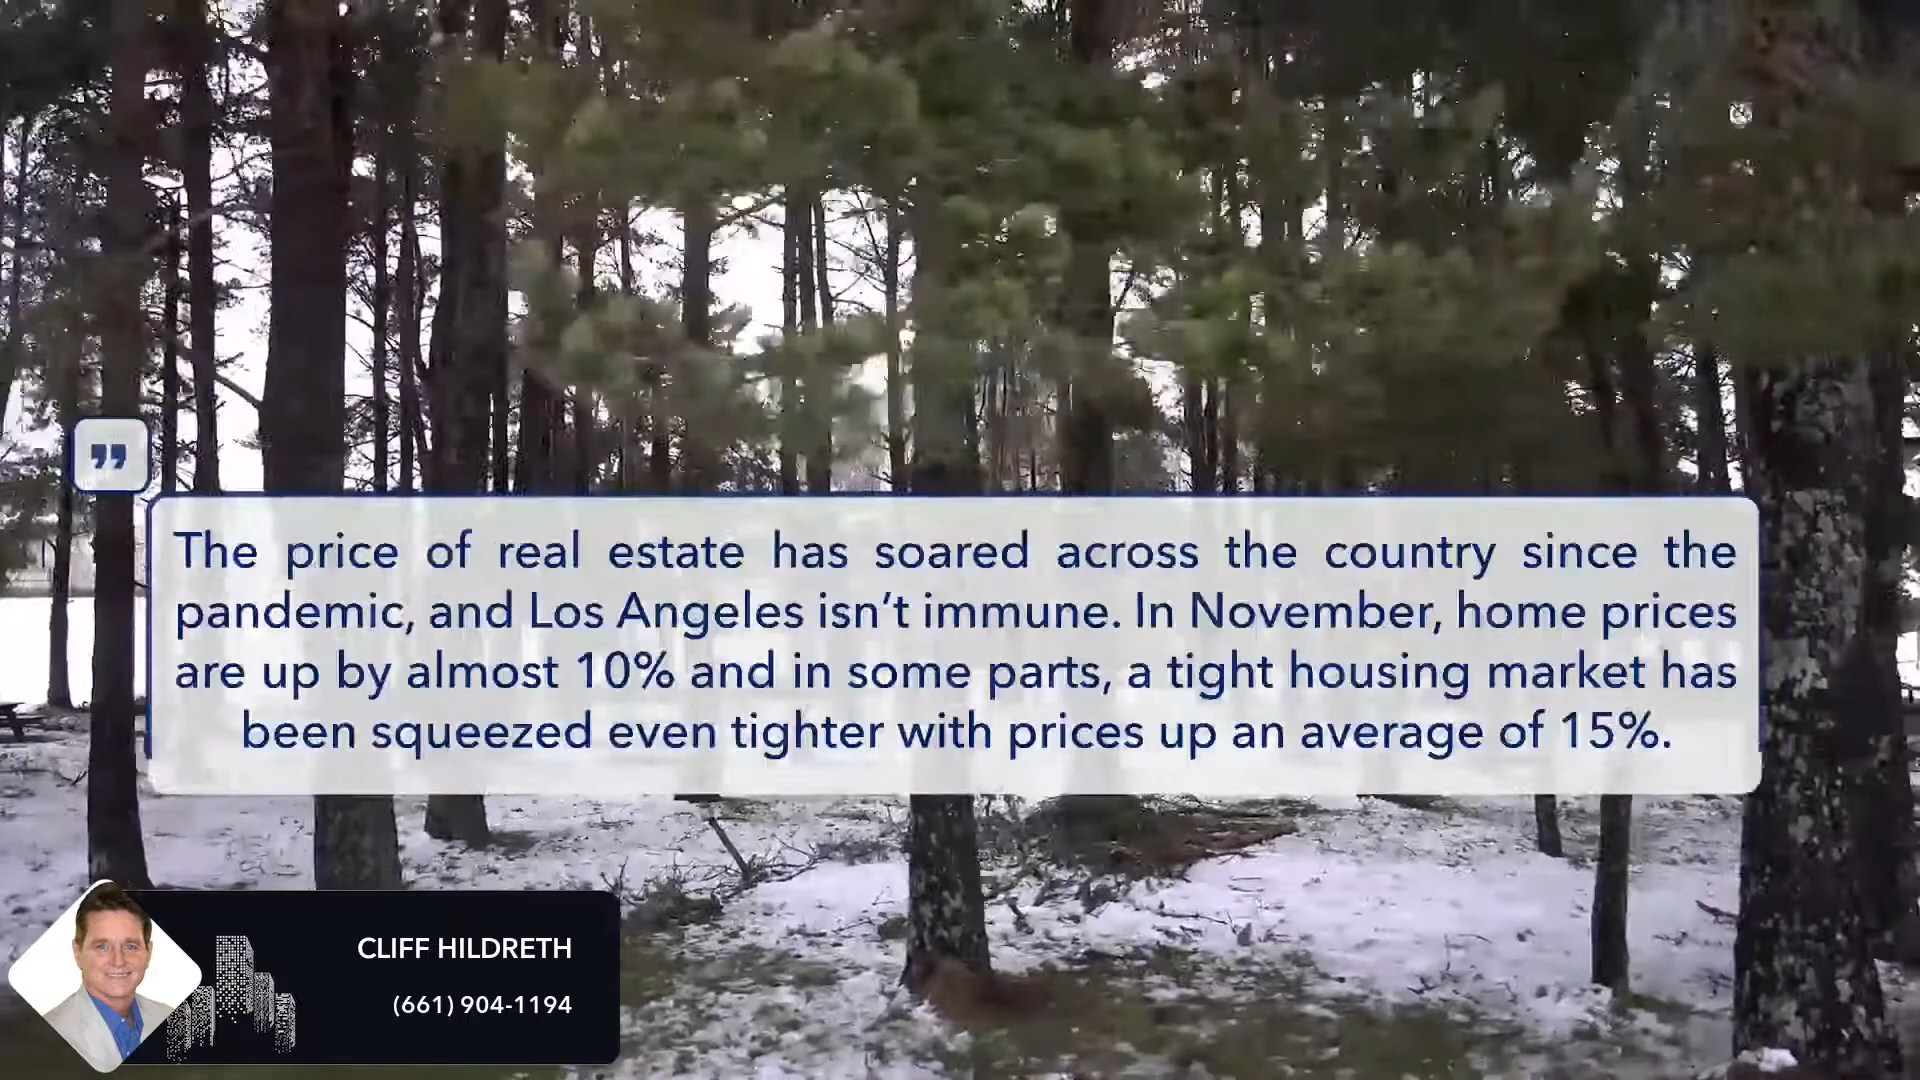 ”
The price of real estate has soared across the country since the
pandemic, and Los Angeles isn’t immune. In November, home prices
are up by almost 10% and in some parts, a tight housing market has
been squeezed even tighter with prices up an average of 15%.
CLIFF HILDRETH
(661) 904-1194